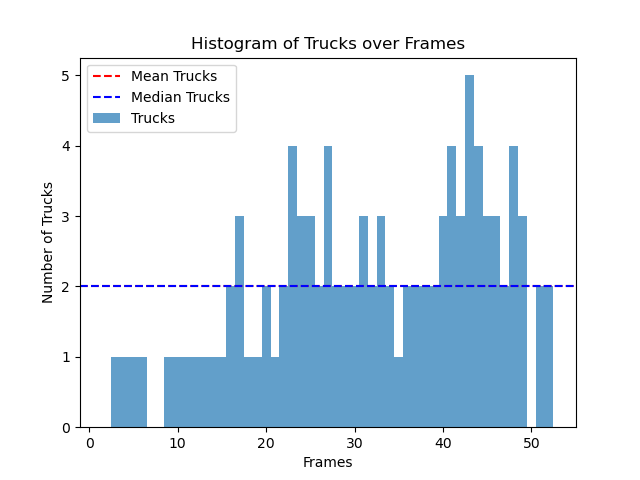 Histogram of Trucks over Frames
Mean Trucks
Median Trucks
Trucks
Number of Trucks
5
4
3
2
1
0
0 10 20 30 40 50
Frames